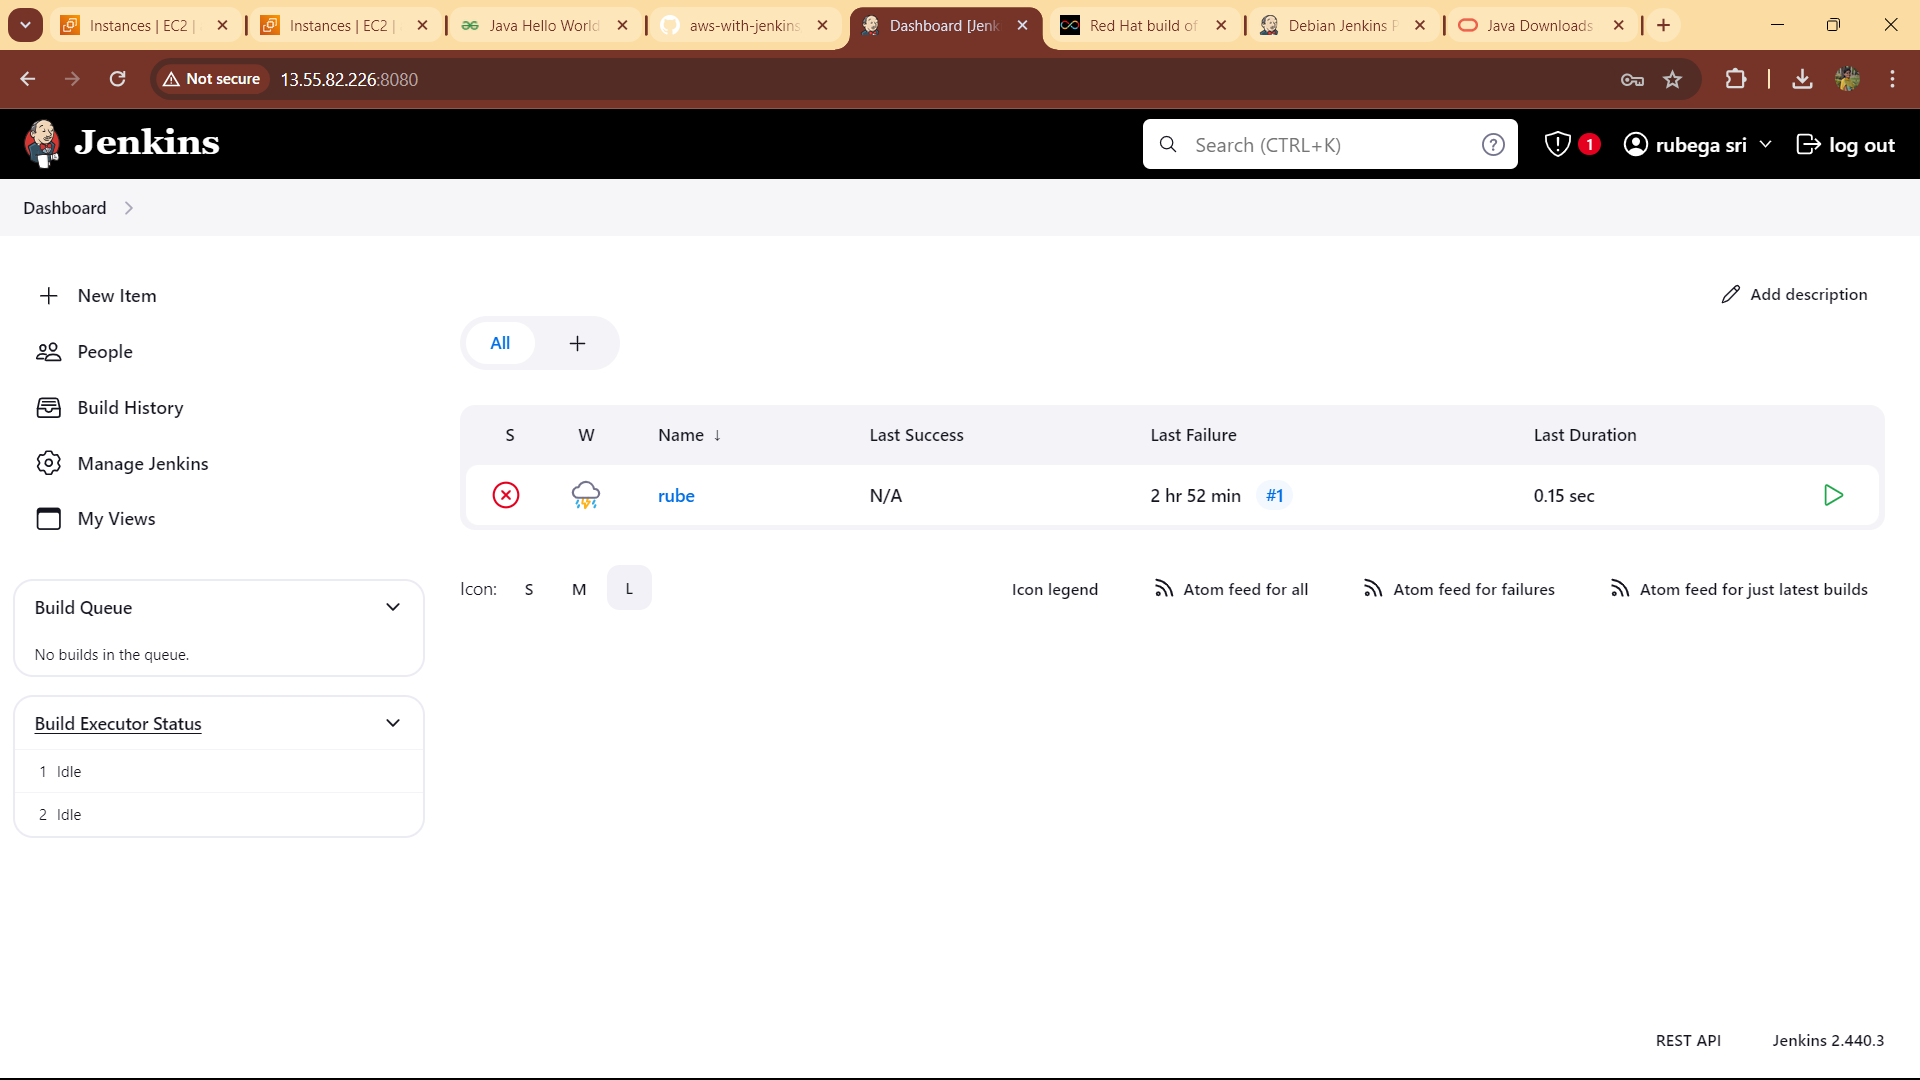 Instances | EC2 |
Instances | EC2 |
Java Hello World
aws-with-jenkins
Dashboard [Jenk
Red Hat build of
Debian Jenkins P
Java Downloads
Not secure
13.55.82.226:8080
Jenkins
Search (CTRL+K)
?
1
rubega sri
log out
Dashboard
New Item
Add description
All
+
People
Build History
Manage Jenkins
My Views
S W Name ↓ Last Success Last Failure Last Duration
rube N/A 2 hr 52 min #1 0.15 sec
Icon: S M L
Icon legend
Atom feed for all
Atom feed for failures
Atom feed for just latest builds
Build Queue
No builds in the queue.
Build Executor Status
1 Idle
2 Idle
REST API
Jenkins 2.440.3